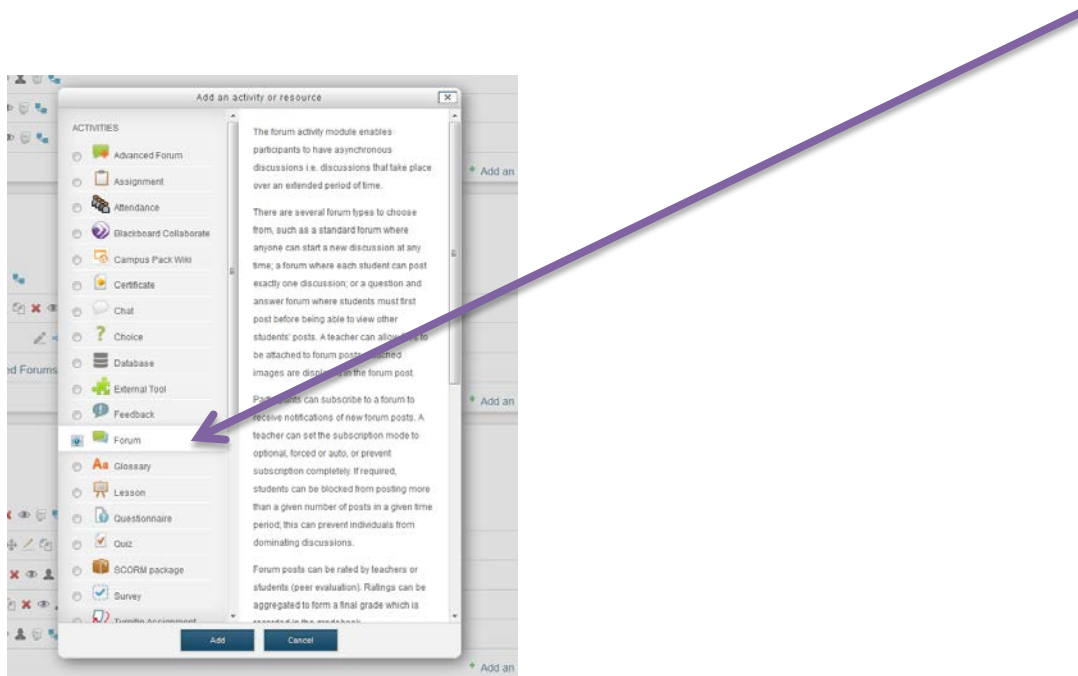 Add an activity or resource
ACTIVITIES
Advanced Forum
Assignment
Attendance
Blackboard Collaborate
Campus Pack Wiki
Certificate
Chat
Choice
Database
External Tool
Feedback
Forum
Glossary
Lesson
Questionnaire
Quiz
SCORM package
Survey
Turnitin Assignment
The forum activity module enables
participants to have asynchronous
discussions i.e. discussions that take place
over an extended period of time.
There are several forum types to choose
from, such as a standard forum where
anyone can start a new discussion at any
time; a forum where each student can post
exactly one discussion; or a question and
answer forum where students must first
post before being able to view other
students' posts. A teacher can allow to
be attached to forum posts.
images are displayed in the forum post.
Participants can subscribe to a forum to
receive notifications of new forum posts. A
teacher can set the subscription mode to
optional, forced or auto, or prevent
subscription completely. If required,
students can be blocked from posting more
than a given number of posts in a given time
period; this can prevent individuals from
dominating discussions.
Forum posts can be rated by teachers or
students (peer evaluation). Ratings can be
aggregated to form a final grade which is
recorded in the gradebook.
Add
Cancel
ed Forums
Add an
Add an
Add an